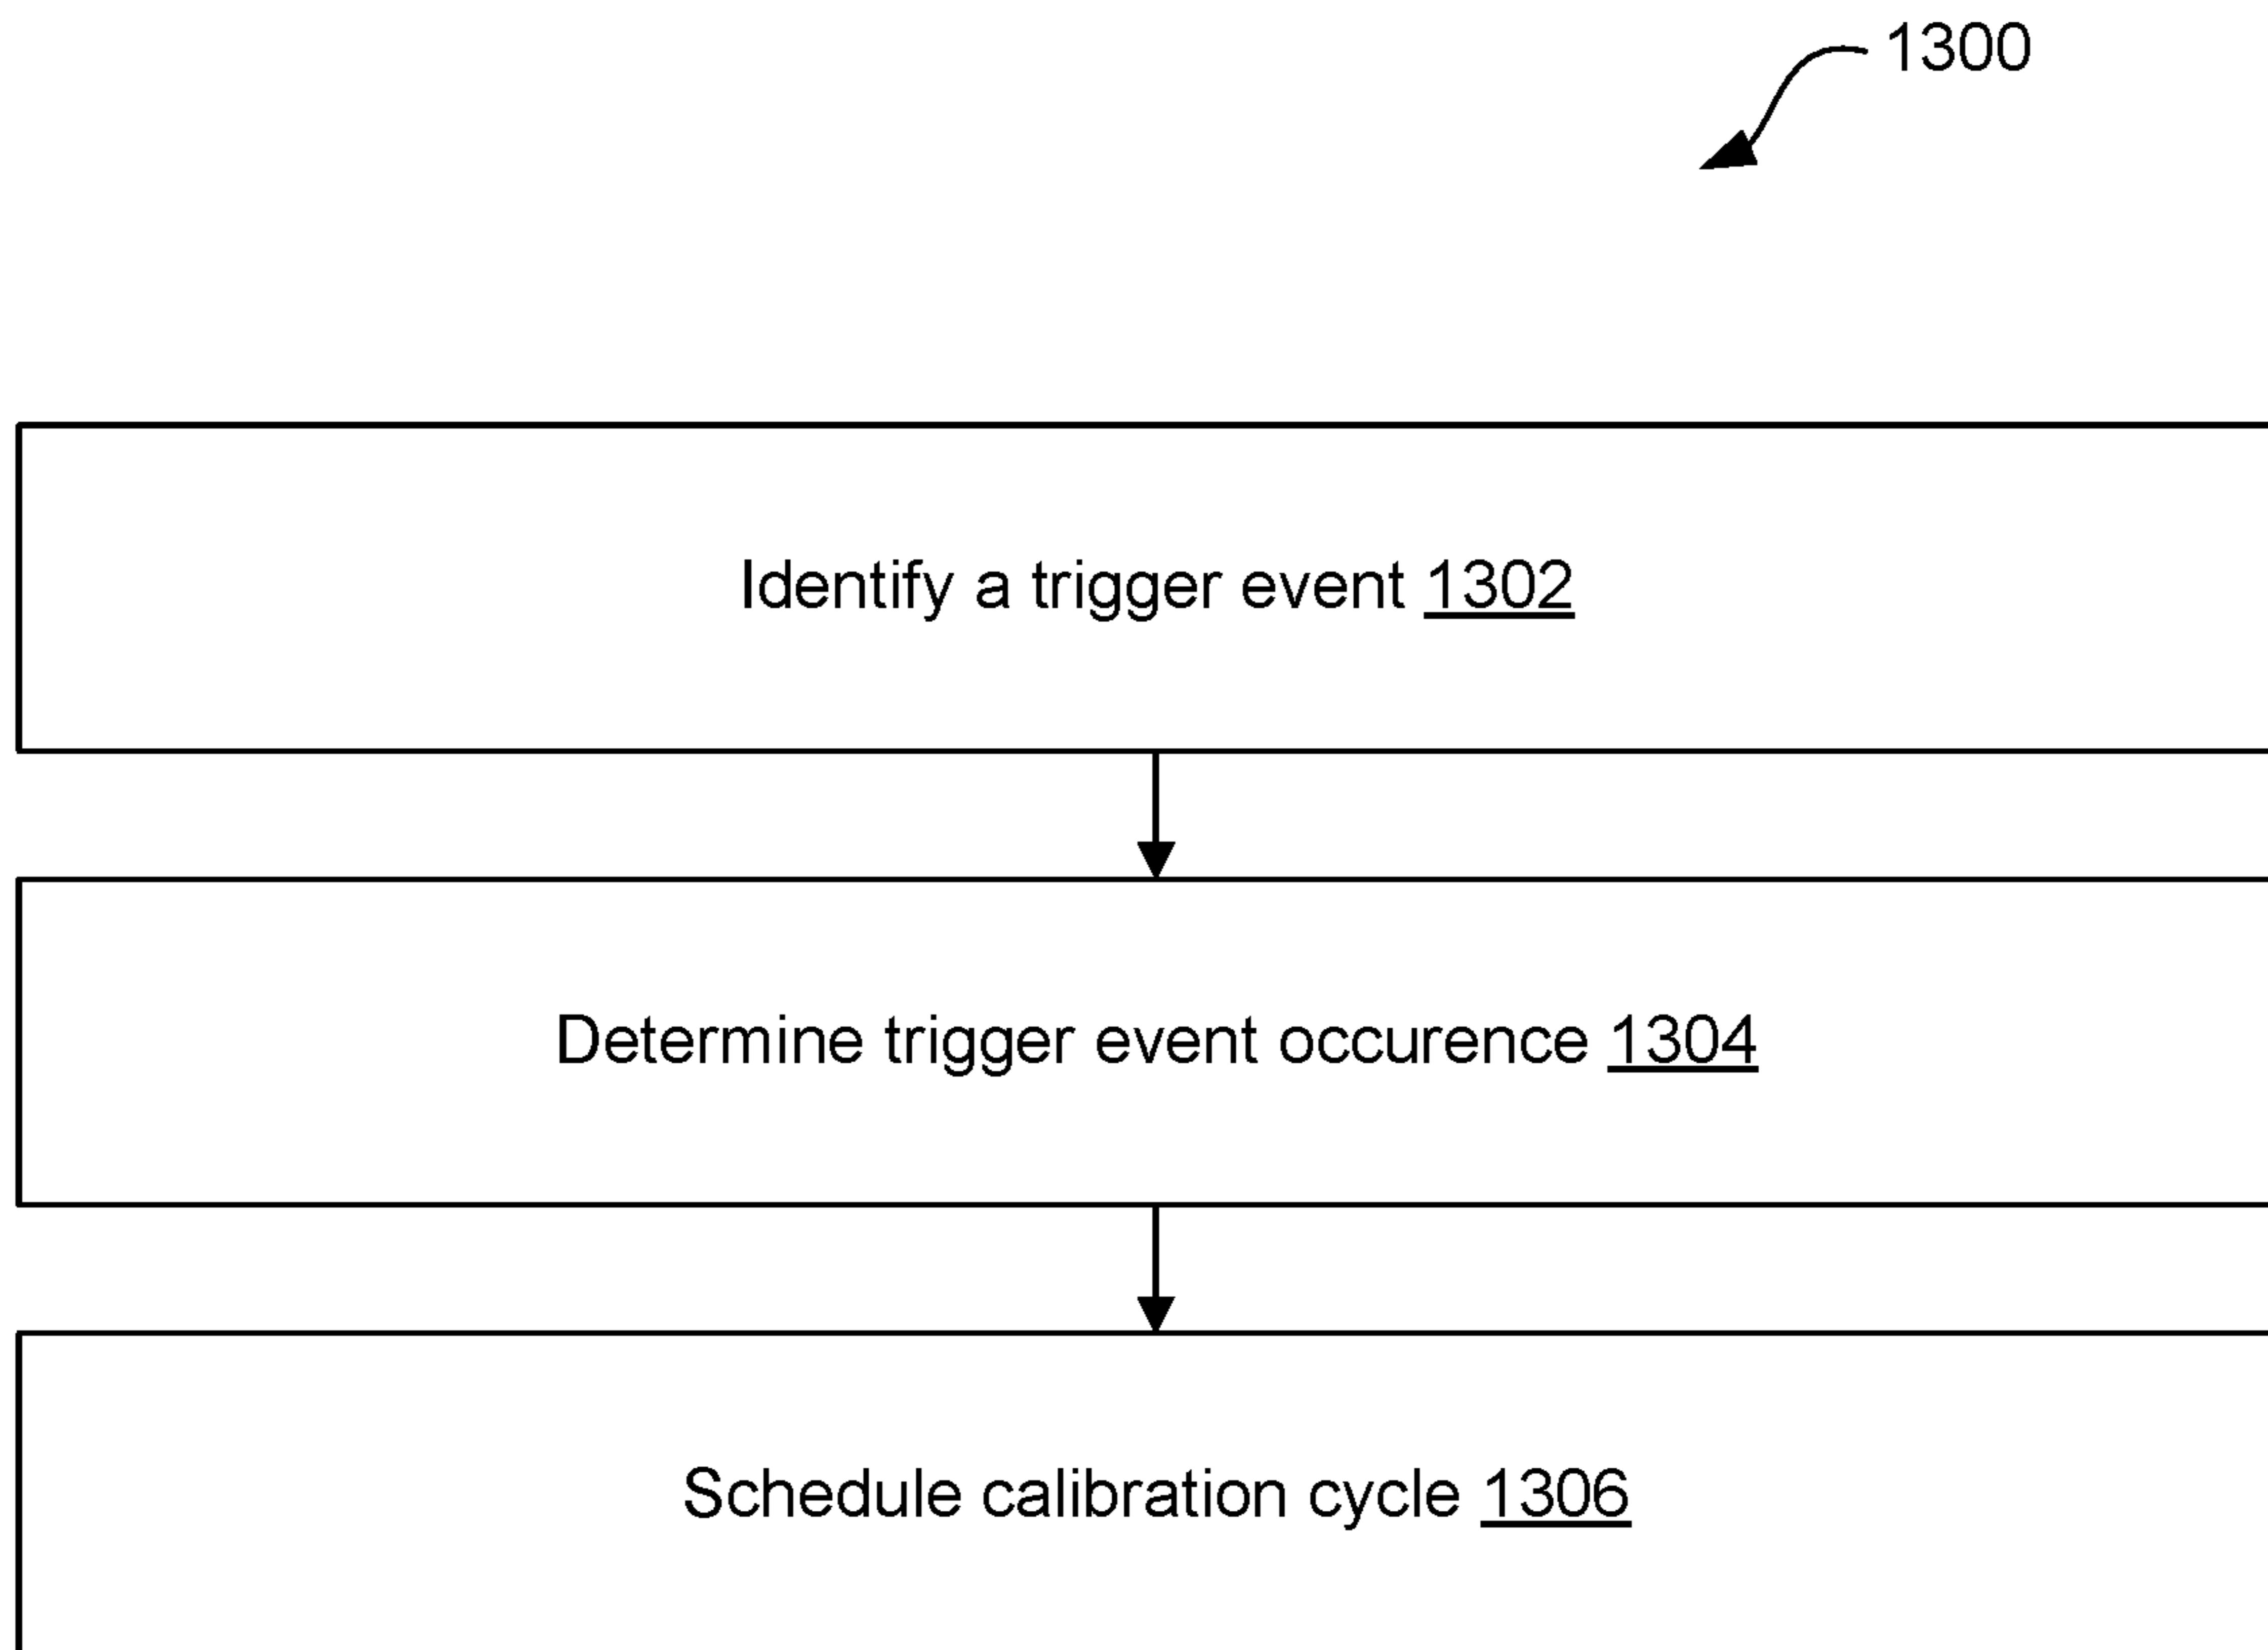 1300
Identify a trigger event 1302
Determine trigger event occurence 1304
Schedule calibration cycle 1306